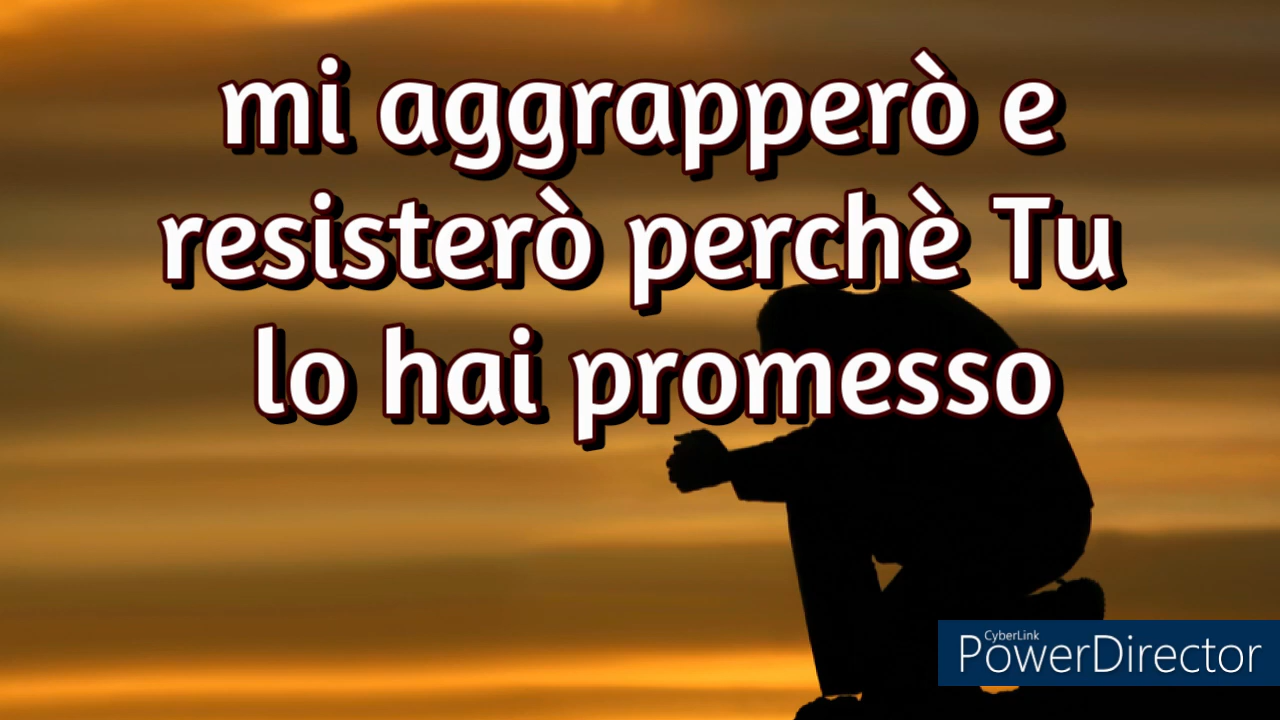 mi aggrapperò e
resisterò perchè Tu
lo hai promesso
CyberLink
PowerDirector